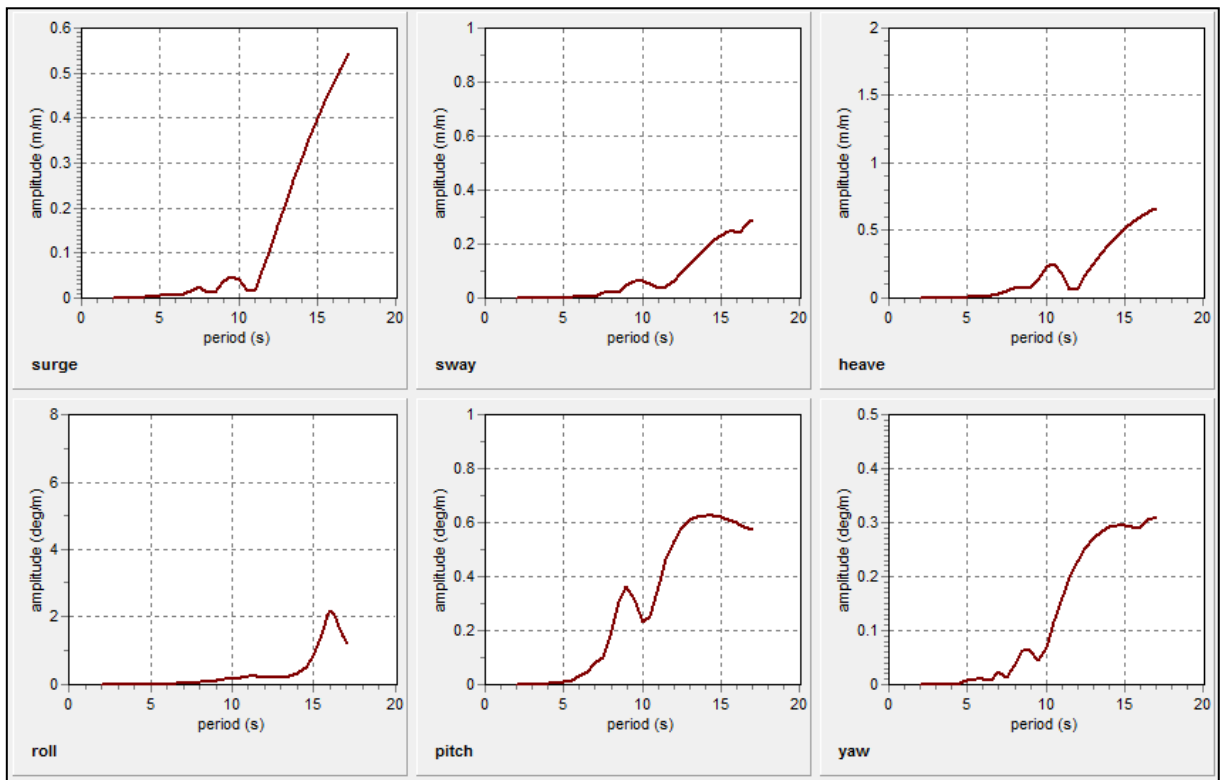 0.6
0.5
0.4
0.3
0.2
0.1
0
amplitude (m/m)
0 5 10 15 20
period (s)
surge
1
0.8
0.6
0.4
0.2
0
amplitude (m/m)
0 5 10 15 20
period (s)
sway
2
1.5
1
0.5
0
amplitude (m/m)
0 5 10 15 20
period (s)
heave
8
6
4
2
0
amplitude (deg/m)
0 5 10 15 20
period (s)
roll
1
0.8
0.6
0.4
0.2
0
amplitude (deg/m)
0 5 10 15 20
period (s)
pitch
0.5
0.4
0.3
0.2
0.1
0
amplitude (deg/m)
0 5 10 15 20
period (s)
yaw